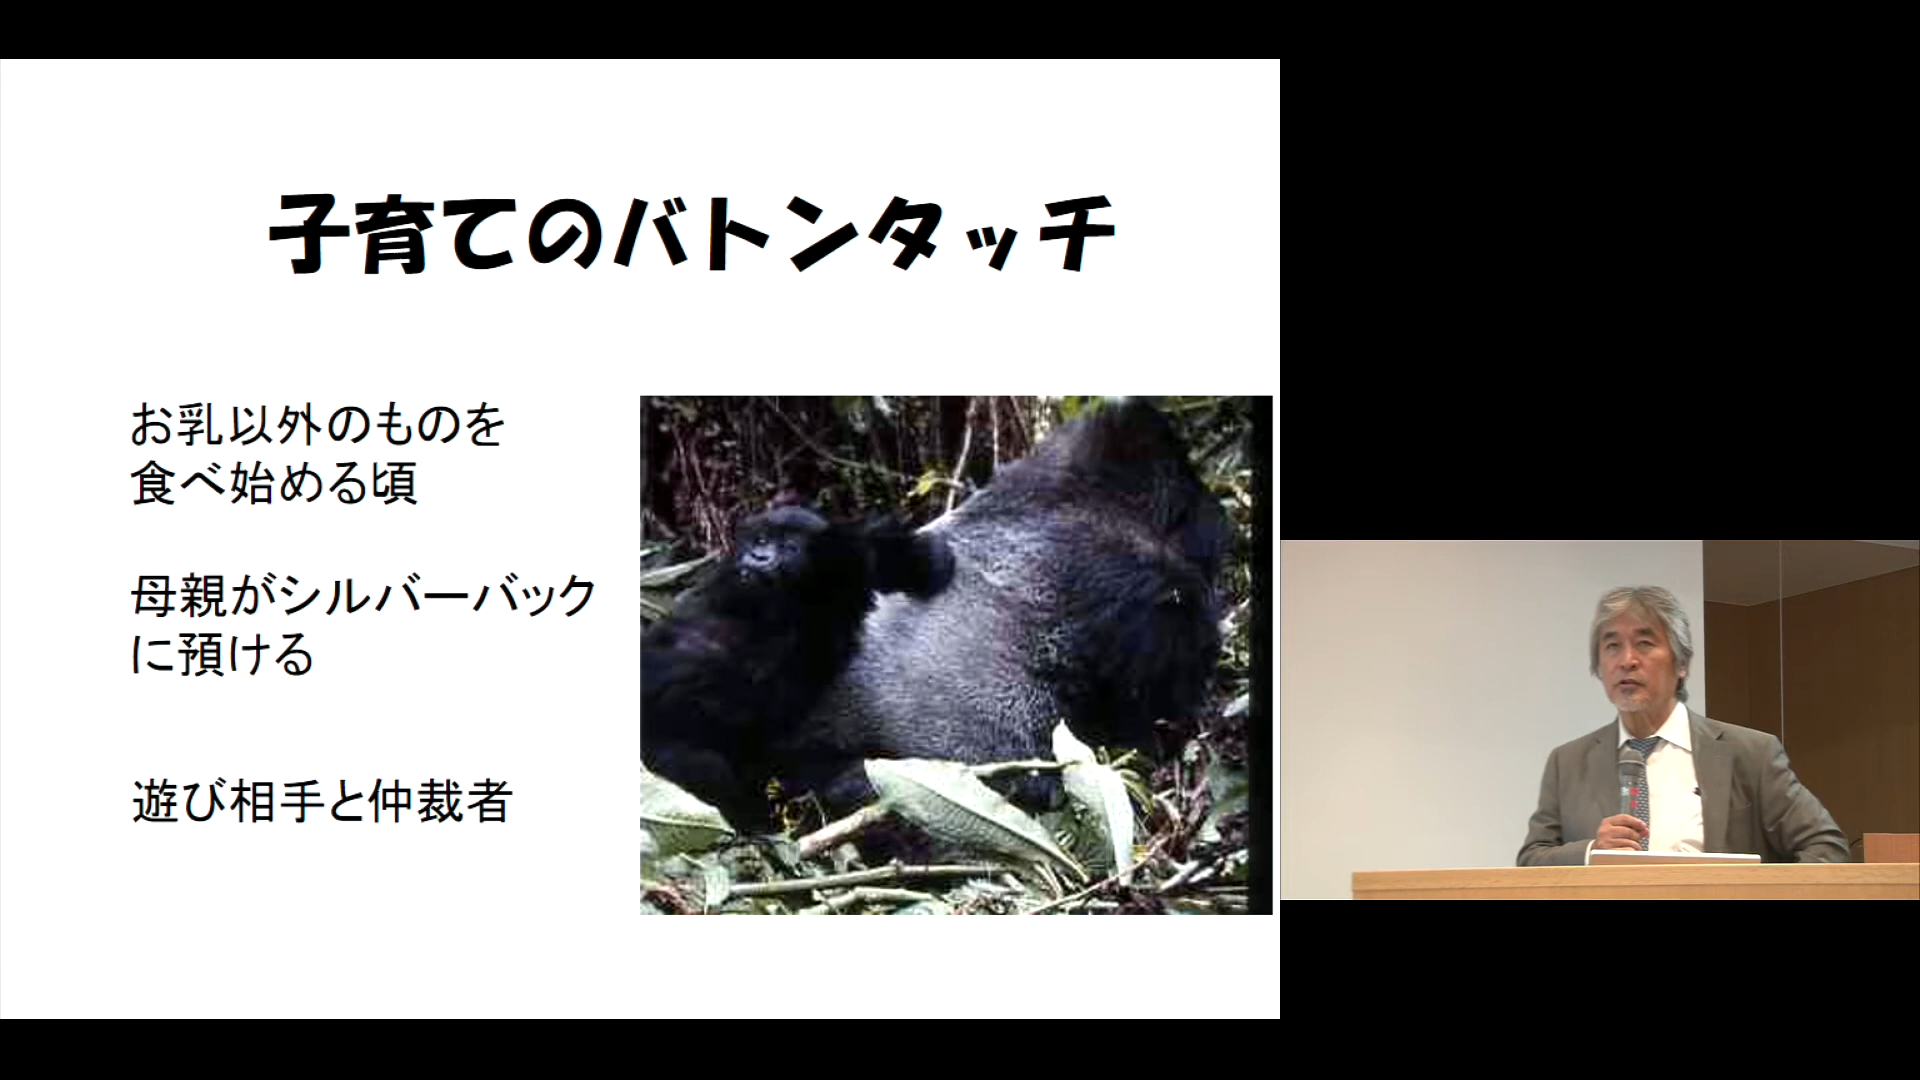 子育てのバトンタッチ
お乳以外のものを
食べ始める頃
母親がシルバーバック
に預ける
遊び相手と仲裁者